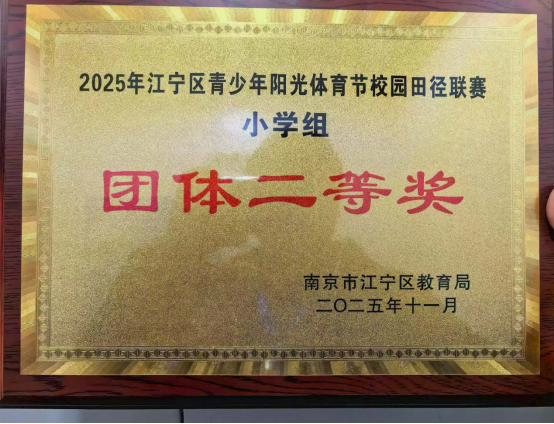 2025年江宁区青少年阳光体育节校园田径联赛
小学组
团体二等奖
南京市江宁区教育局
二〇二五年十一月